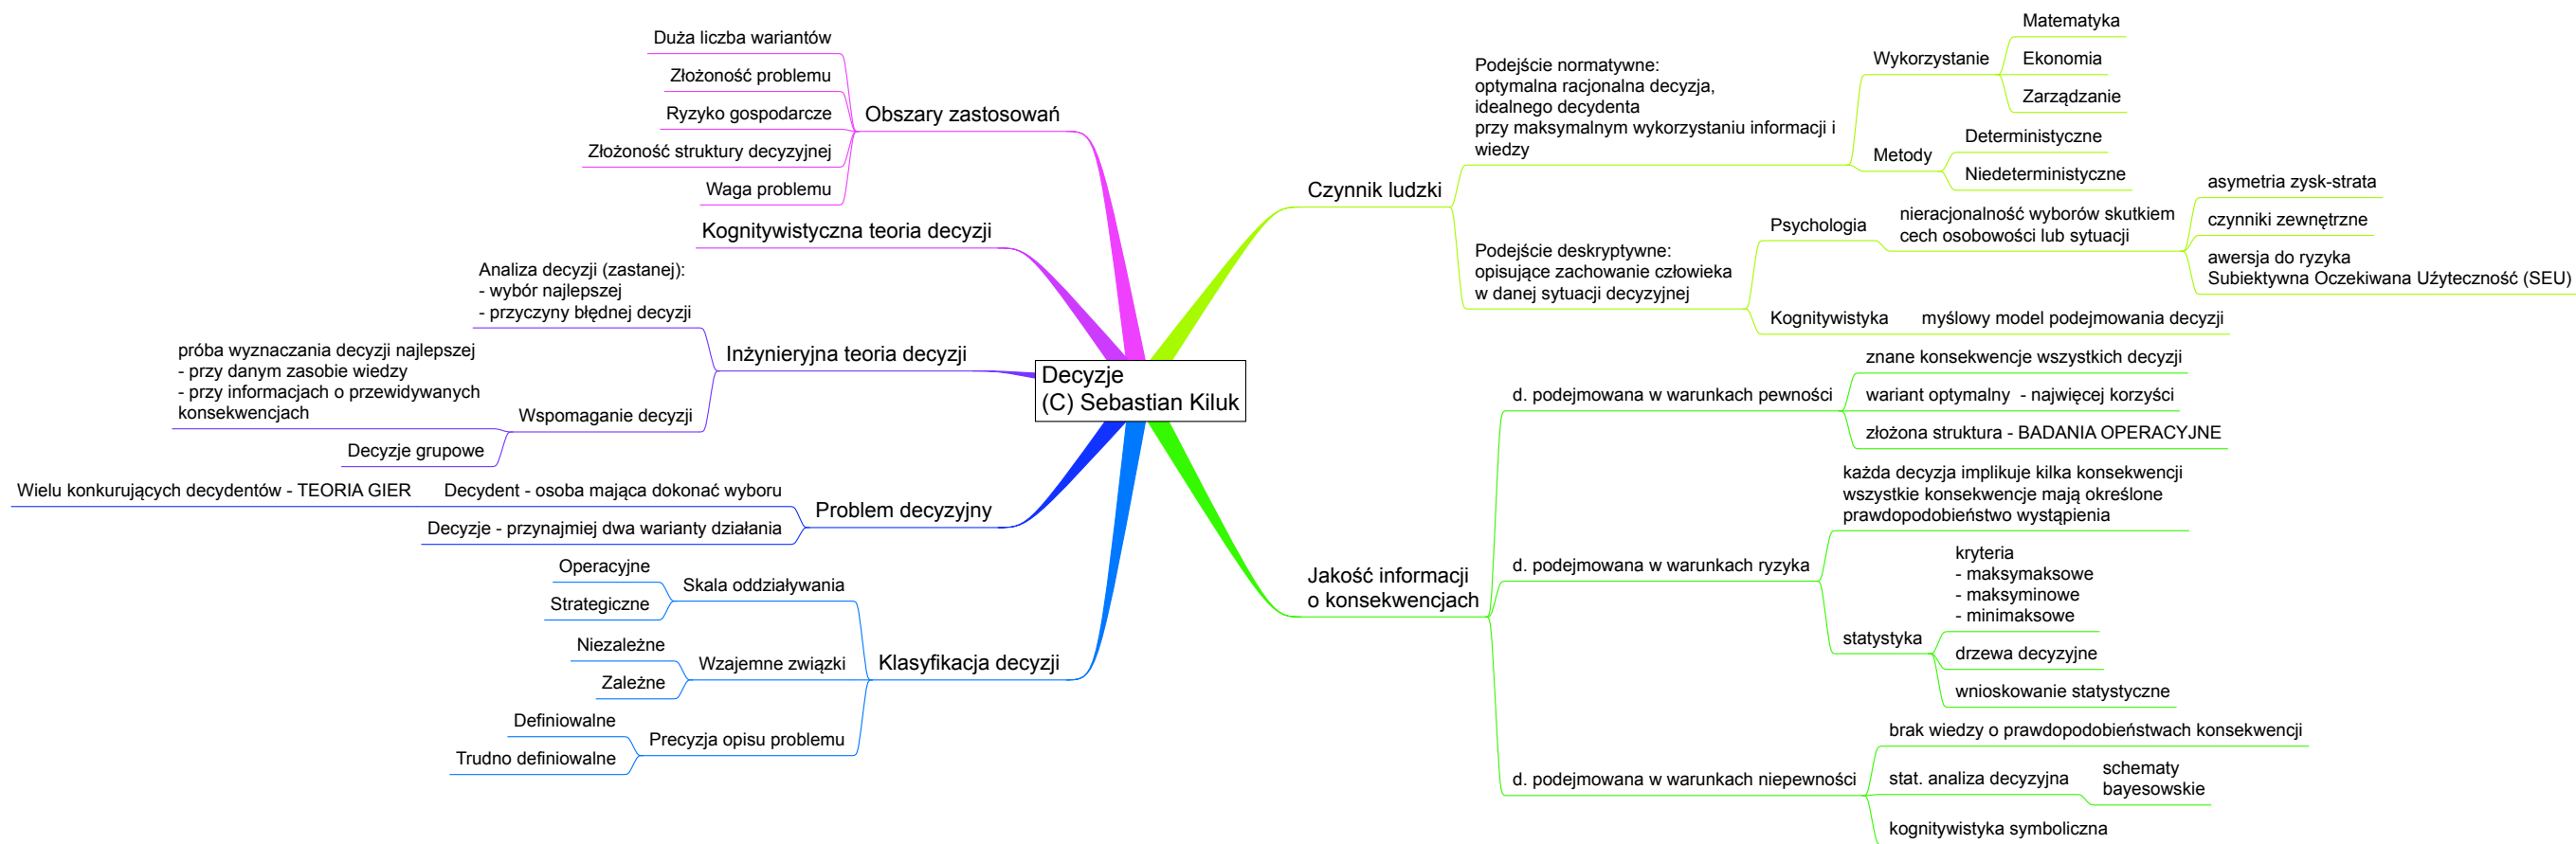 Decyzje
(C) Sebastian Kiluk
Obszary zastosowań
Duża liczba wariantów
Złożoność problemu
Ryzyko gospodarcze
Złożoność struktury decyzyjnej
Waga problemu
Kognitywistyczna teoria decyzji
Inżynieryjna teoria decyzji
Analiza decyzji (zastanej):
- wybór najlepszej
- przyczyny błędnej decyzji
Wspomaganie decyzji
próba wyznaczania decyzji najlepszej
- przy danym zasobie wiedzy
- przy informacjach o przewidywanych
konsekwencjach
Decyzje grupowe
Problem decyzyjny
Decydent - osoba mająca dokonać wyboru
Wielu konkurujących decydentów - TEORIA GIER
Decyzje - przynajmiej dwa warianty działania
Klasyfikacja decyzji
Skala oddziaływania
Operacyjne
Strategiczne
Wzajemne związki
Niezależne
Zależne
Precyzja opisu problemu
Definiowalne
Trudno definiowalne
Czynnik ludzki
Podejście normatywne:
optymalna racjonalna decyzja,
idealnego decydenta
przy maksymalnym wykorzystaniu informacji i
wiedzy
Wykorzystanie
Matematyka
Ekonomia
Zarządzanie
Metody
Deterministyczne
Niedeterministyczne
Podejście deskryptywne:
opisujące zachowanie człowieka
w danej sytuacji decyzyjnej
Psychologia
nieracjonalność wyborów skutkiem
cech osobowości lub sytuacji
asymetria zysk-strata
czynniki zewnętrzne
awersja do ryzyka
Subiektywna Oczekiwana Użyteczność (SEU)
Kognitywistyka
myślowy model podejmowania decyzji
Jakość informacji
o konsekwencjach
d. podejmowana w warunkach pewności
znane konsekwencje wszystkich decyzji
wariant optymalny - najwięcej korzyści
złożona struktura - BADANIA OPERACYJNE
d. podejmowana w warunkach ryzyka
każda decyzja implikuje kilka konsekwencji
wszystkie konsekwencje mają określone
prawdopodobieństwo wystąpienia
statystyka
kryteria
- maksymaksowe
- maksyminowe
- minimaksowe
drzewa decyzyjne
wnioskowanie statystyczne
d. podejmowana w warunkach niepewności
brak wiedzy o prawdopodobieństwach konsekwencji
stat. analiza decyzyjna
schematy
bayesowskie
kognitywistyka symboliczna